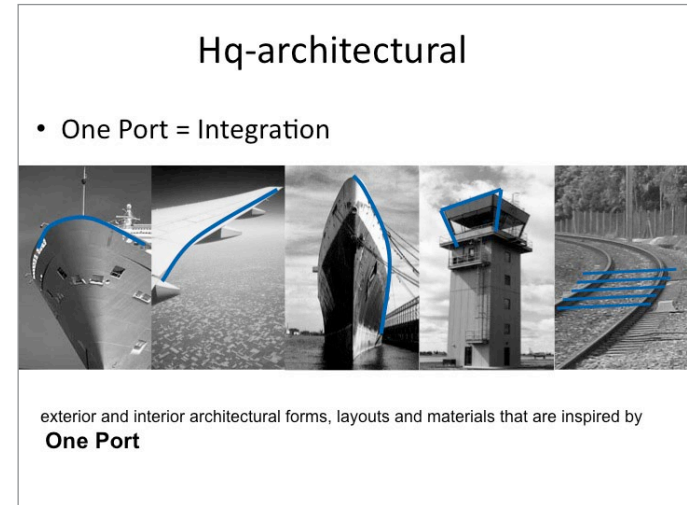 Hq-architectural
• One Port = Integration
exterior and interior architectural forms, layouts and materials that are inspired by
One Port